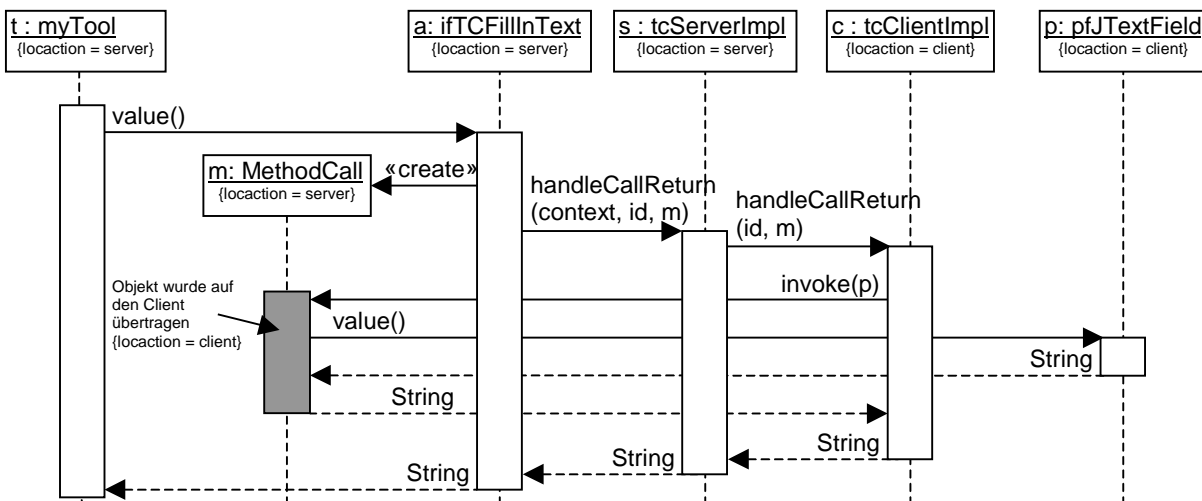 t : myTool
{locaction = server}
a: ifTCFillInText
{locaction = server}
s : tcServerImpl
{locaction = server}
c : tcClientImpl
{locaction = client}
p: pfJTextField
{locaction = client}
value()
m: MethodCall
{locaction = server}
«create»
handleCallReturn
(context, id, m)
handleCallReturn
(id, m)
Objekt wurde auf
den Client
übertragen
{locaction = client}
invoke(p)
value()
String
String
String
String
String